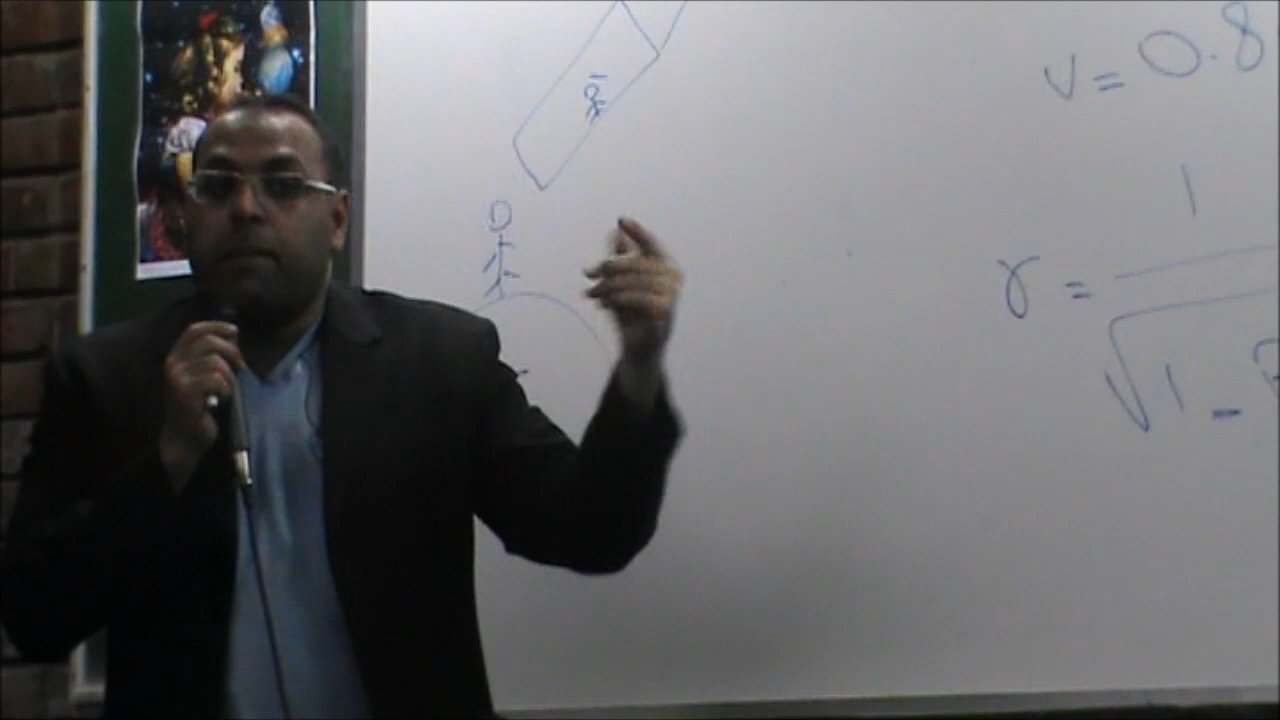 v = 0.8
1
γ =
√1 -